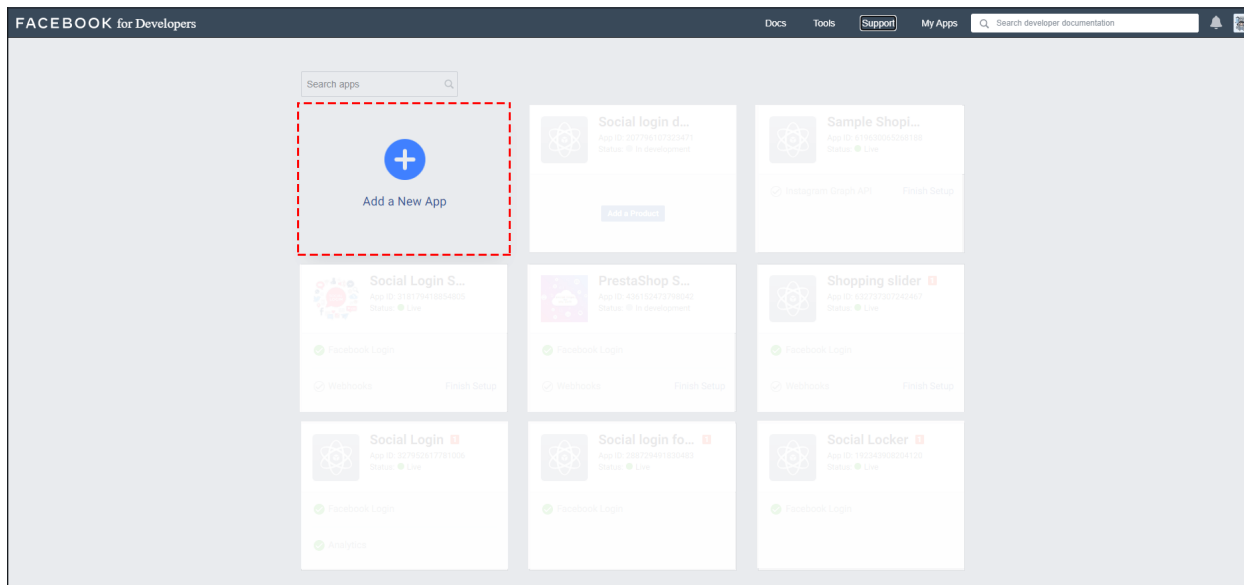 FACEBOOK for Developers
Docs Tools Support My Apps Search developer documentation
Search apps
Add a New App
Social login d...
Status: In development
Add a Product
Sample Shopi...
Status: Live
Instagram Graph API Finish Setup
Social Login S...
Status: Live
Facebook Login
Webhooks Finish Setup
PrestaShop S...
Status: In development
Facebook Login
Webhooks Finish Setup
Shopping slider
Status: Live
Facebook Login
Webhooks Finish Setup
Social Login
Status: Live
Facebook Login
Analytics
Social login fo...
Status: Live
Facebook Login
Social Locker
Status: Live
Facebook Login